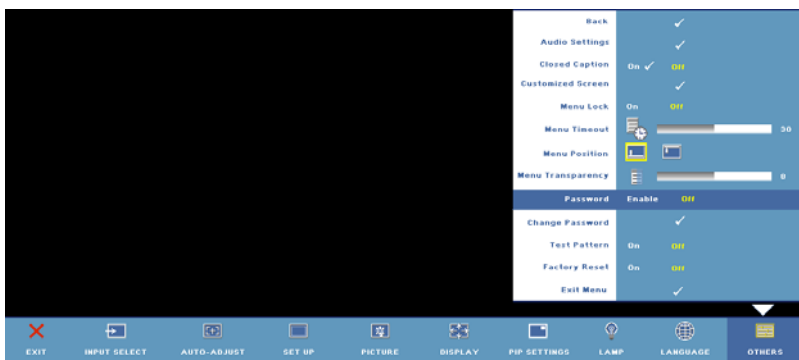 Back
Audio Settings
Closed Caption On Off
Customized Screen
Menu Lock On Off
Menu Timeout 30
Menu Position
Menu Transparency 0
Password Enable Off
Change Password
Test Pattern On Off
Factory Reset On Off
Exit Menu
EXIT INPUT SELECT AUTO-ADJUST SET UP PICTURE DISPLAY PIP SETTINGS LAMP LANGUAGE OTHERS